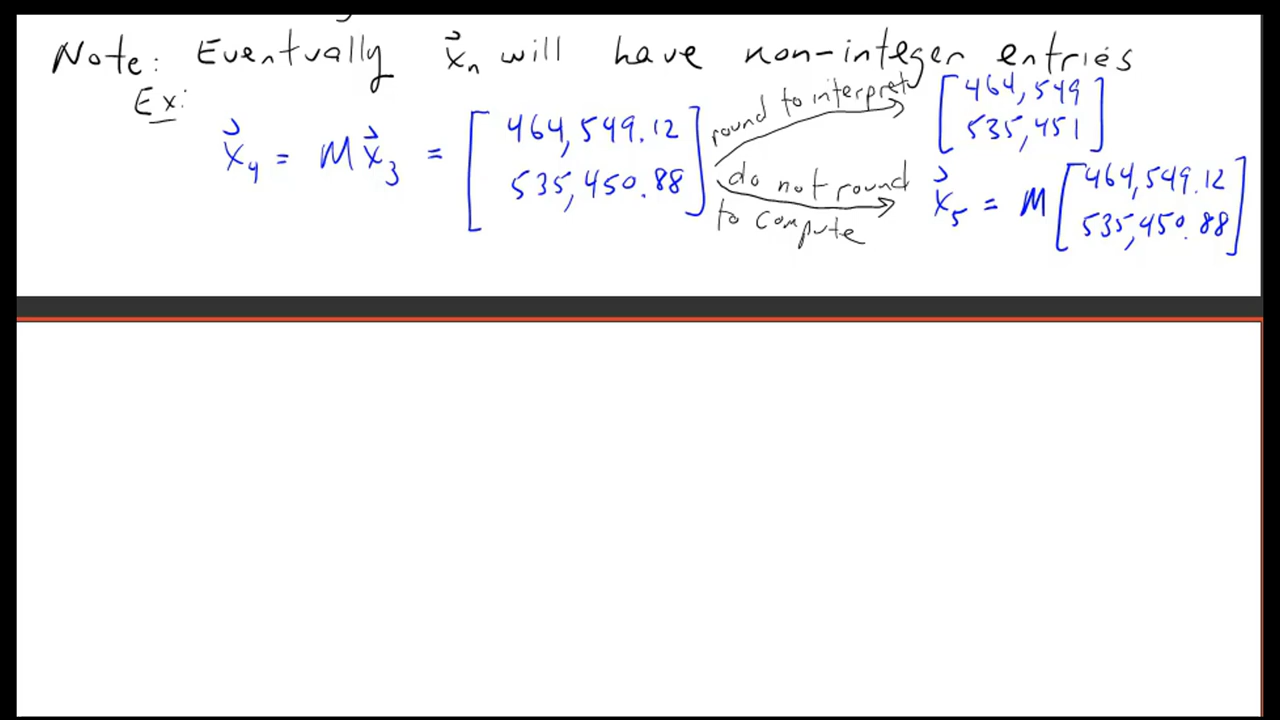 Note: Eventually x⃗n will have non-integer entries
Ex:
x⃗4 = Mx⃗3 = [464,549.12
535,450.88]
round to interpret
[464,549
535,451]
do not round
to compute
x⃗5 = M[464,549.12
535,450.88]